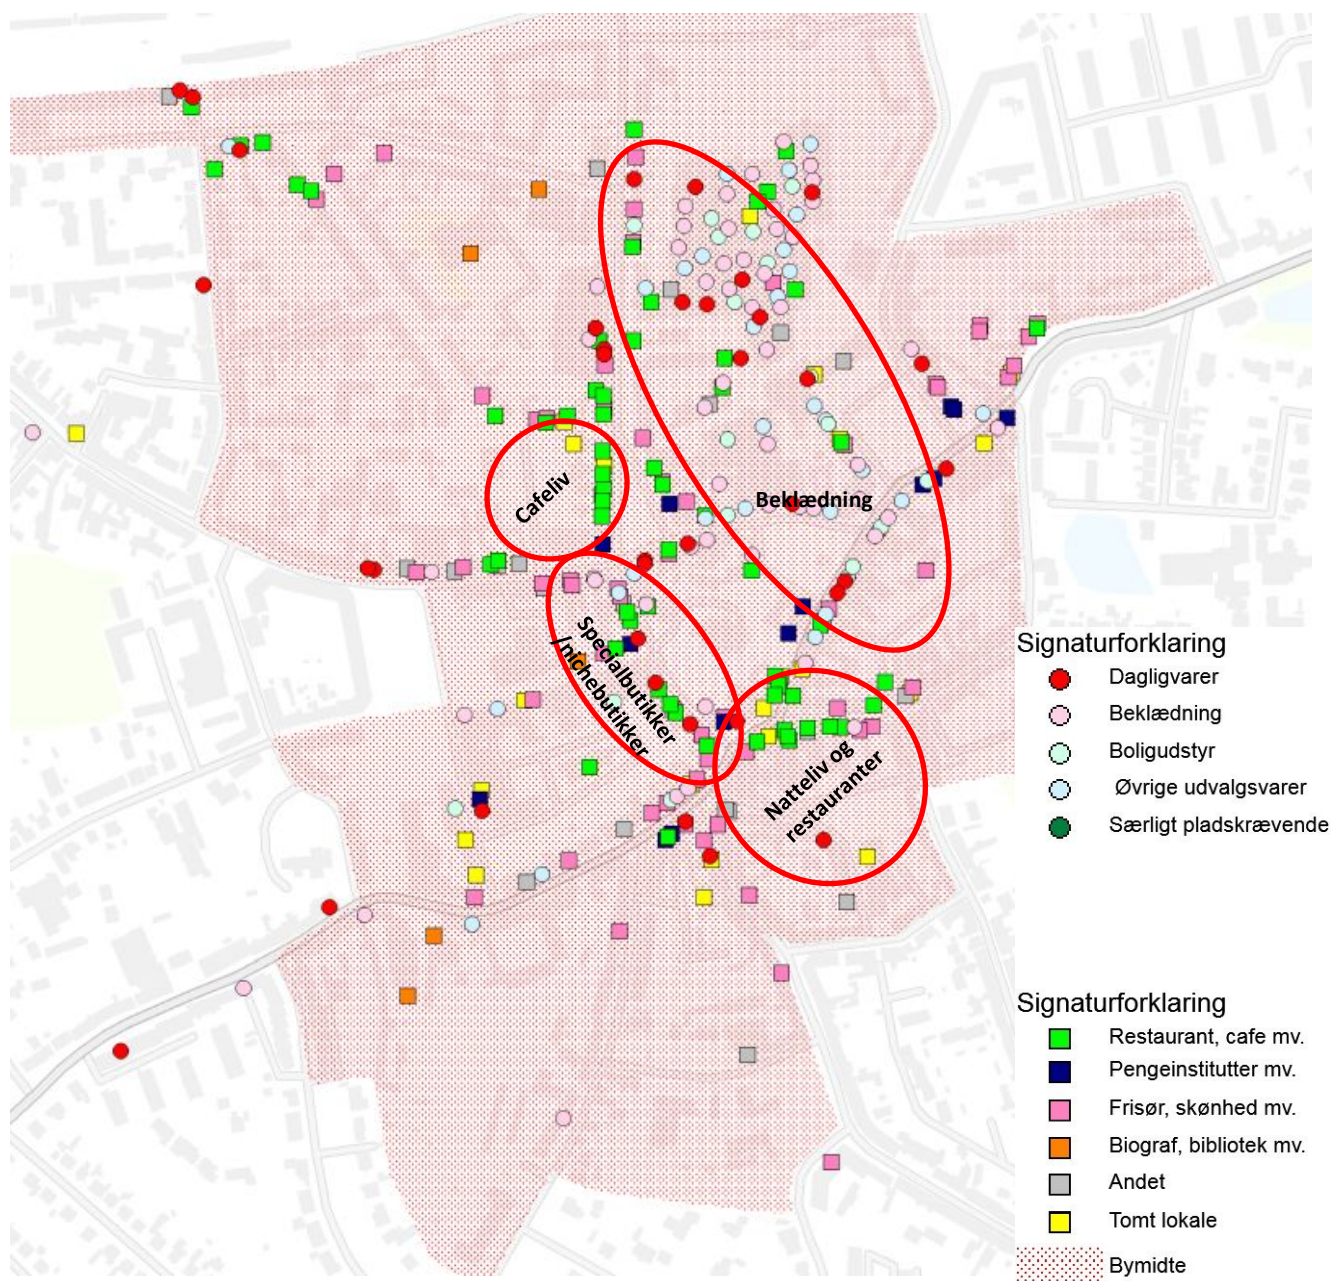 Cafeliv
Beklædning
Specialbutikker
/nichebutikker
Natteliv og
restauranter
Signaturforklaring
Dagligvarer
Beklædning
Boligudstyr
Øvrige udvalgsvarer
Særligt pladskrævende
Signaturforklaring
Restaurant, cafe mv.
Pengeinstitutter mv.
Frisør, skønhed mv.
Biograf, bibliotek mv.
Andet
Tomt lokale
Bymidte